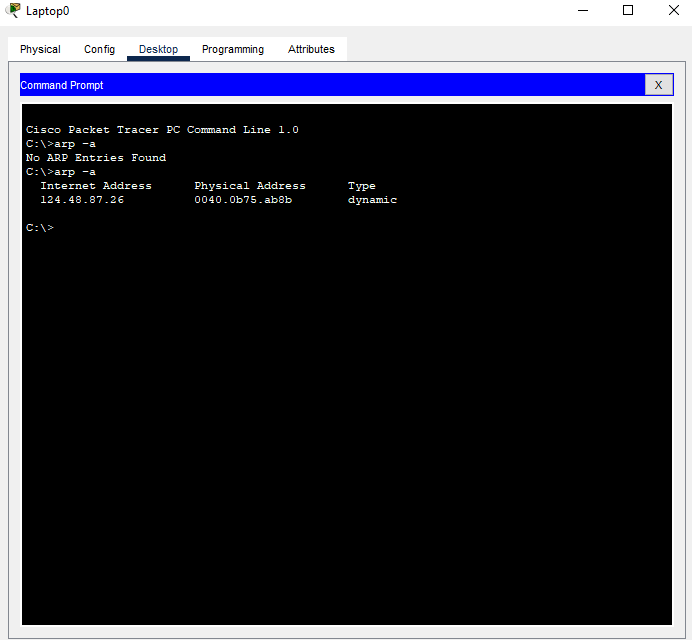 Laptop0
Physical Config Desktop Programming Attributes
Command Prompt X
Cisco Packet Tracer PC Command Line 1.0
C:\>arp -a
No ARP Entries Found
C:\>arp -a
Internet Address Physical Address Type
124.48.87.26 0040.0b75.ab8b dynamic
C:\>